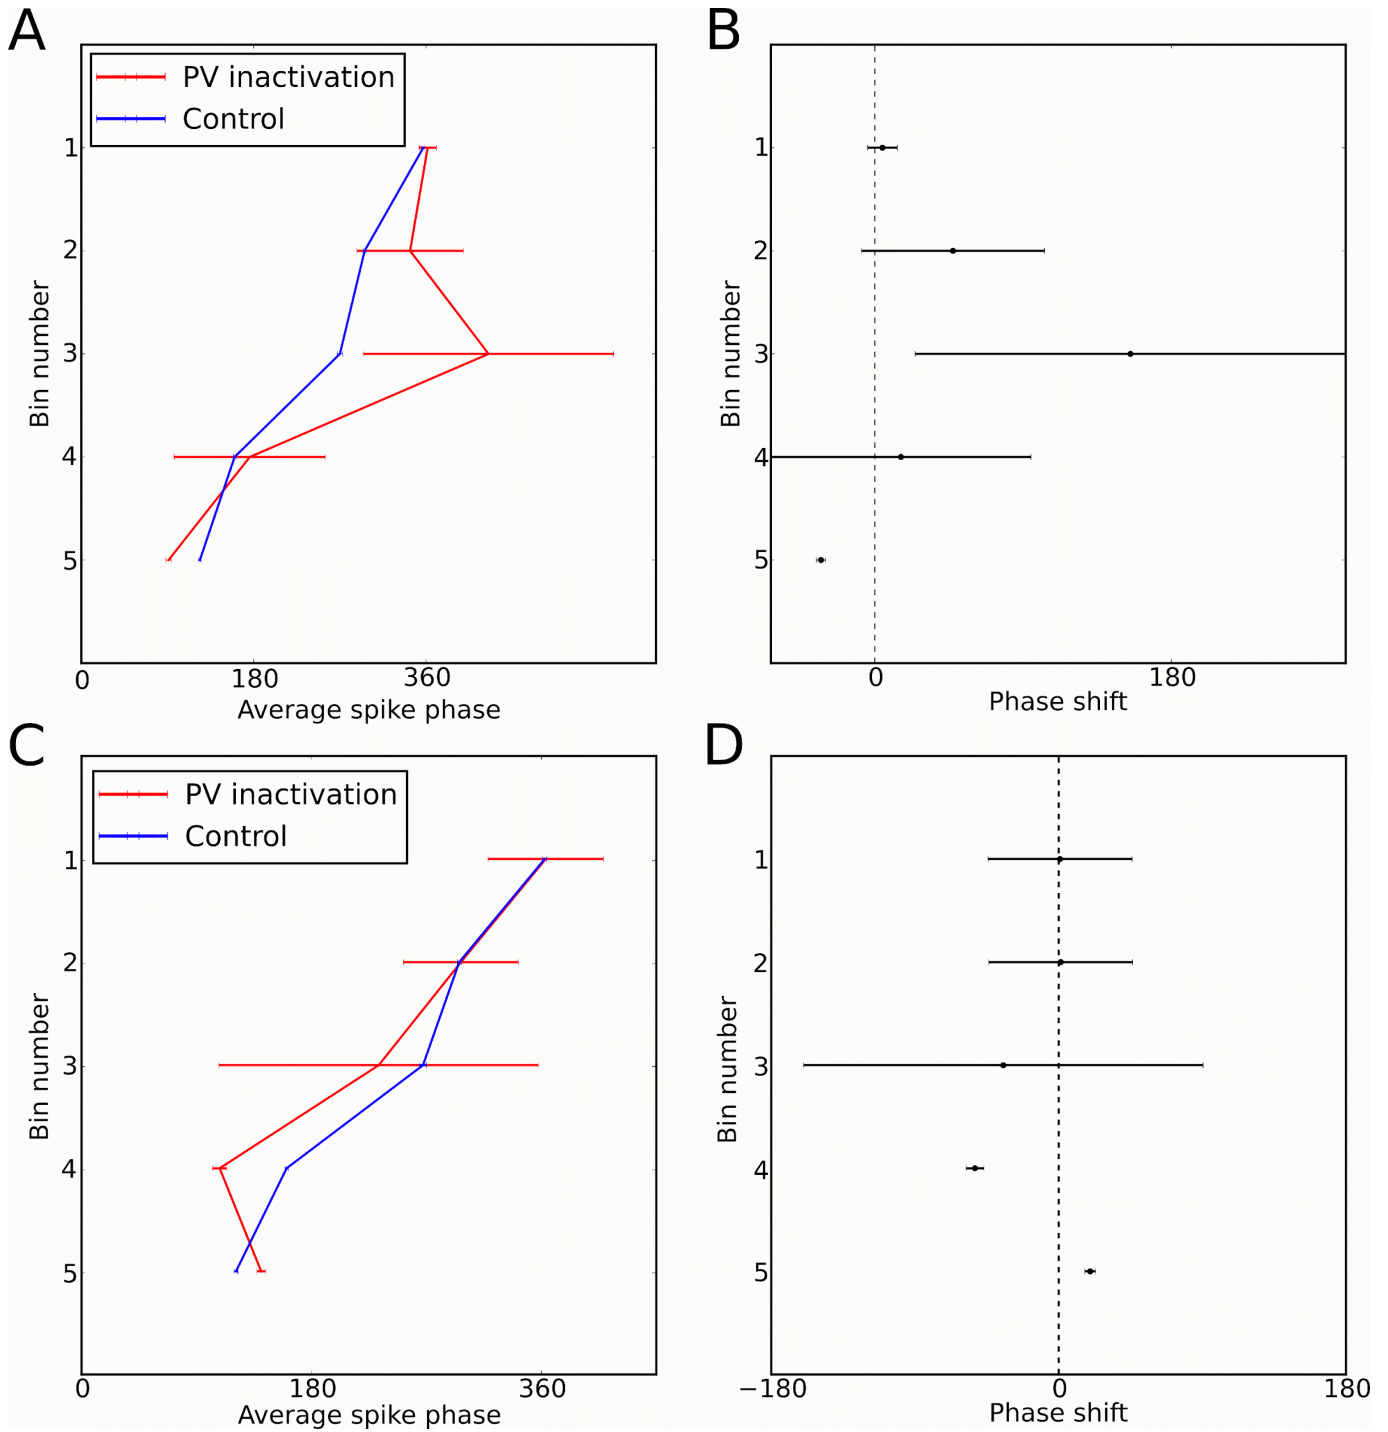 A
PV inactivation
Control
Bin number
1
2
3
4
5
0 180 360
Average spike phase
B
Bin number
1
2
3
4
5
0 180
Phase shift
C
PV inactivation
Control
Bin number
1
2
3
4
5
0 180 360
Average spike phase
D
Bin number
1
2
3
4
5
−180 0 180
Phase shift